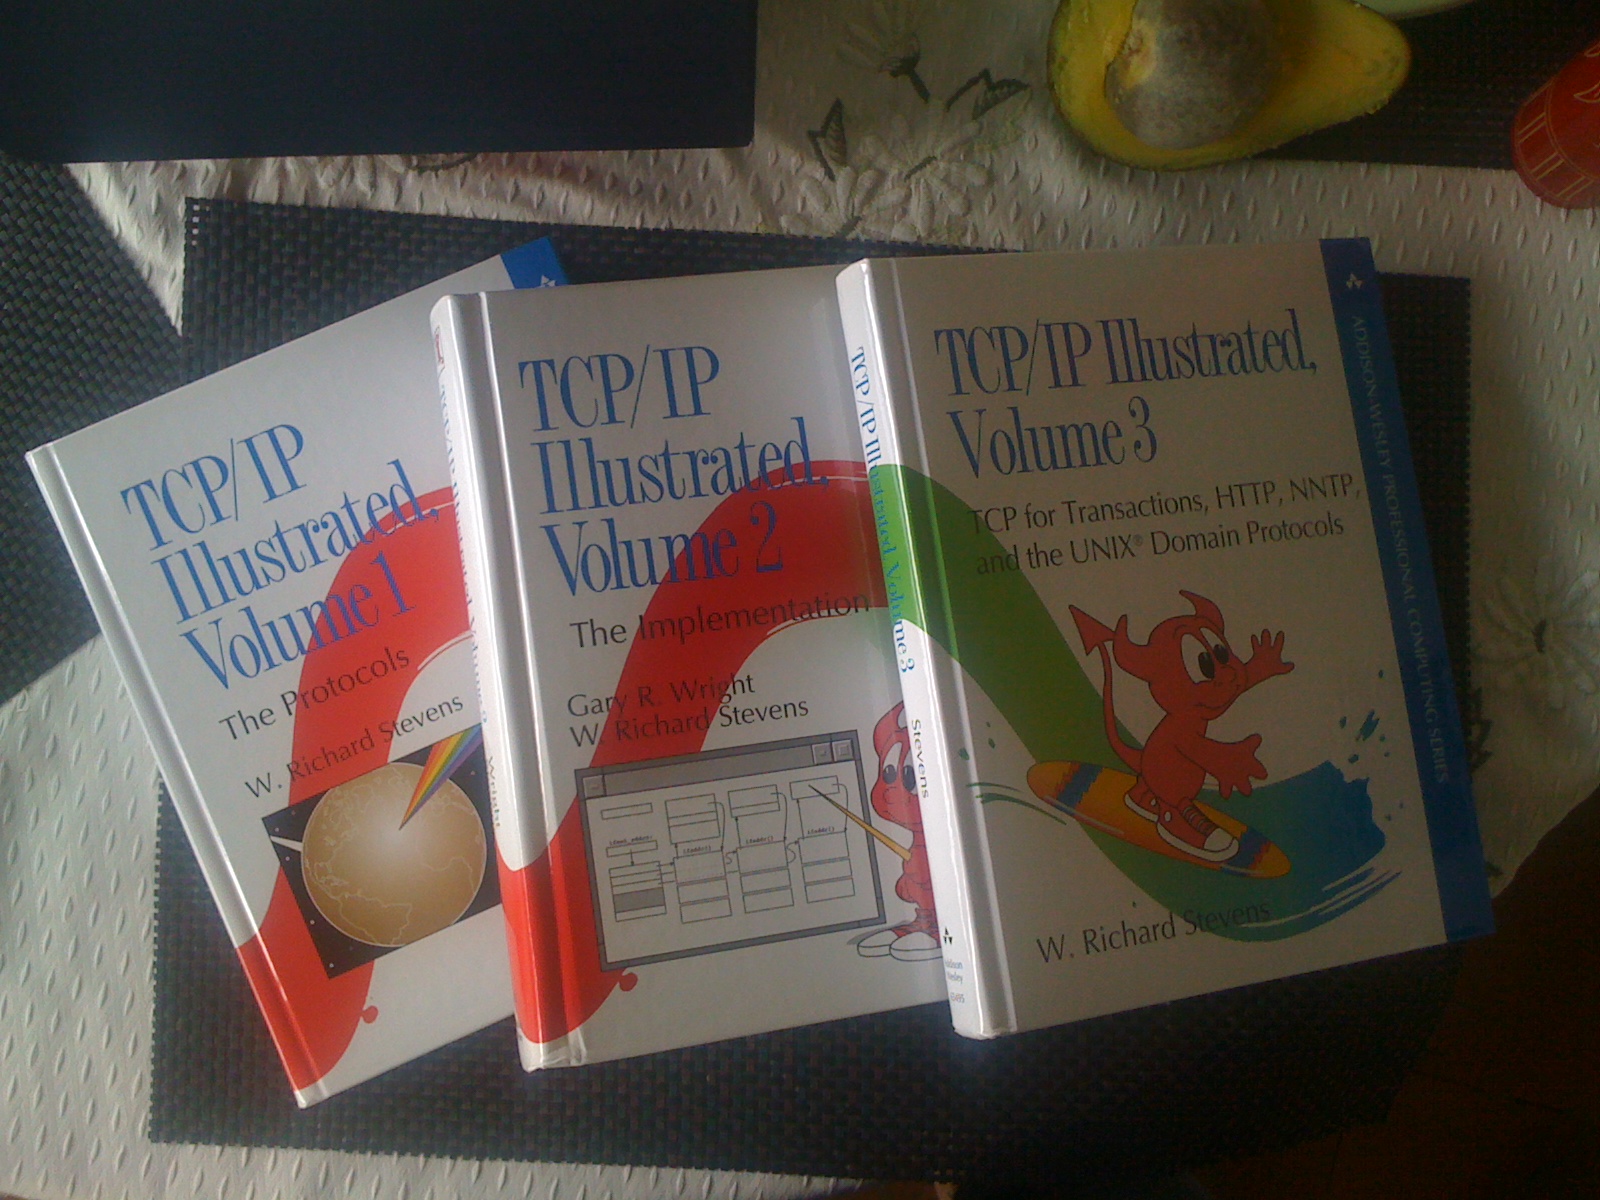 TCP/IP
Illustrated,
Volume 1
The Protocols
W. Richard Stevens
Wright
TCP/IP
Illustrated,
Volume 2
The Implementation
Gary R. Wright
W. Richard Stevens
TCP/IP Illustrated, Volume 3
Stevens
TCP/IP Illustrated,
Volume 3
TCP for Transactions, HTTP, NNTP,
and the UNIX® Domain Protocols
W. Richard Stevens
ADDISON-WESLEY PROFESSIONAL COMPUTING SERIES